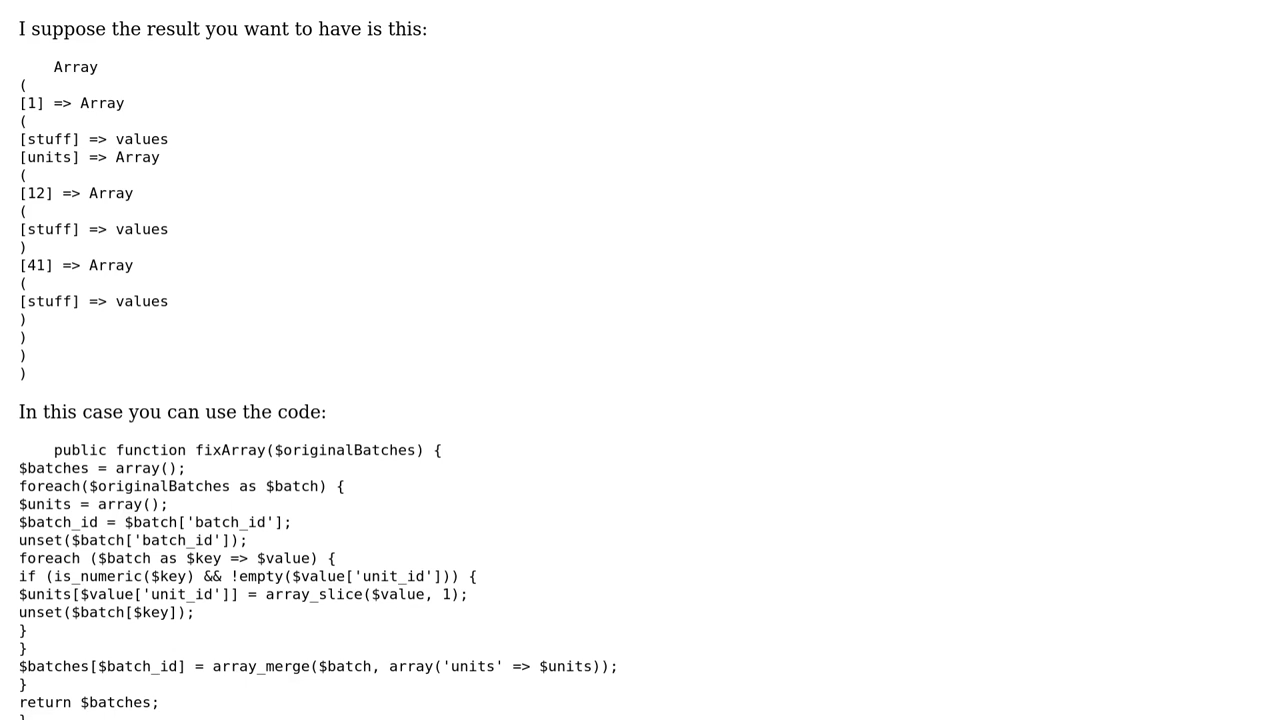 I suppose the result you want to have is this:
Array
(
[1] => Array
(
[stuff] => values
[units] => Array
(
[12] => Array
(
[stuff] => values
)
[41] => Array
(
[stuff] => values
)
)
)
)
In this case you can use the code:
public function fixArray($originalBatches) {
$batches = array();
foreach($originalBatches as $batch) {
$units = array();
$batch_id = $batch['batch_id'];
unset($batch['batch_id']);
foreach ($batch as $key => $value) {
if (is_numeric($key) && !empty($value['unit_id'])) {
$units[$value['unit_id']] = array_slice($value, 1);
unset($batch[$key]);
}
}
$batches[$batch_id] = array_merge($batch, array('units' => $units));
}
return $batches;
}